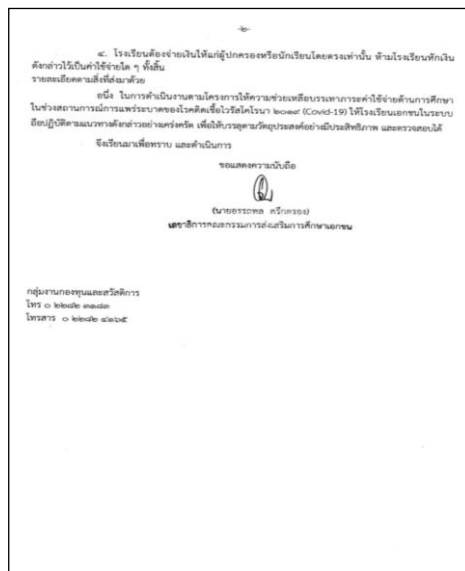 -๒-
๔. โรงเรียนต้องจ่ายเงินให้แก่ผู้ปกครองหรือนักเรียนโดยตรงเท่านั้น ห้ามโรงเรียนหักเงิน
ดังกล่าวไว้เป็นค่าใช้จ่ายใด ๆ ทั้งสิ้น
รายละเอียดตามสิ่งที่ส่งมาด้วย
อนึ่ง ในการดำเนินงานตามโครงการให้ความช่วยเหลือบรรเทาภาระค่าใช้จ่ายด้านการศึกษา
ในช่วงสถานการณ์การแพร่ระบาดของโรคติดเชื้อไวรัสโคโรนา ๒๐๑๙ (Covid-19) ให้โรงเรียนเอกชนในระบบ
ถือปฏิบัติตามแนวทางดังกล่าวอย่างเคร่งครัด เพื่อให้บรรลุตามวัตถุประสงค์อย่างมีประสิทธิภาพ และตรวจสอบได้
จึงเรียนมาเพื่อทราบ และดำเนินการ
ขอแสดงความนับถือ
(นายอรรถพล ตรึกตรอง)
เลขาธิการคณะกรรมการส่งเสริมการศึกษาเอกชน
กลุ่มงานกองทุนและสวัสดิการ
โทร ๐ ๒๒๘๒ ๓๑๘๓
โทรสาร ๐ ๒๒๘๒ ๔๑๖๕